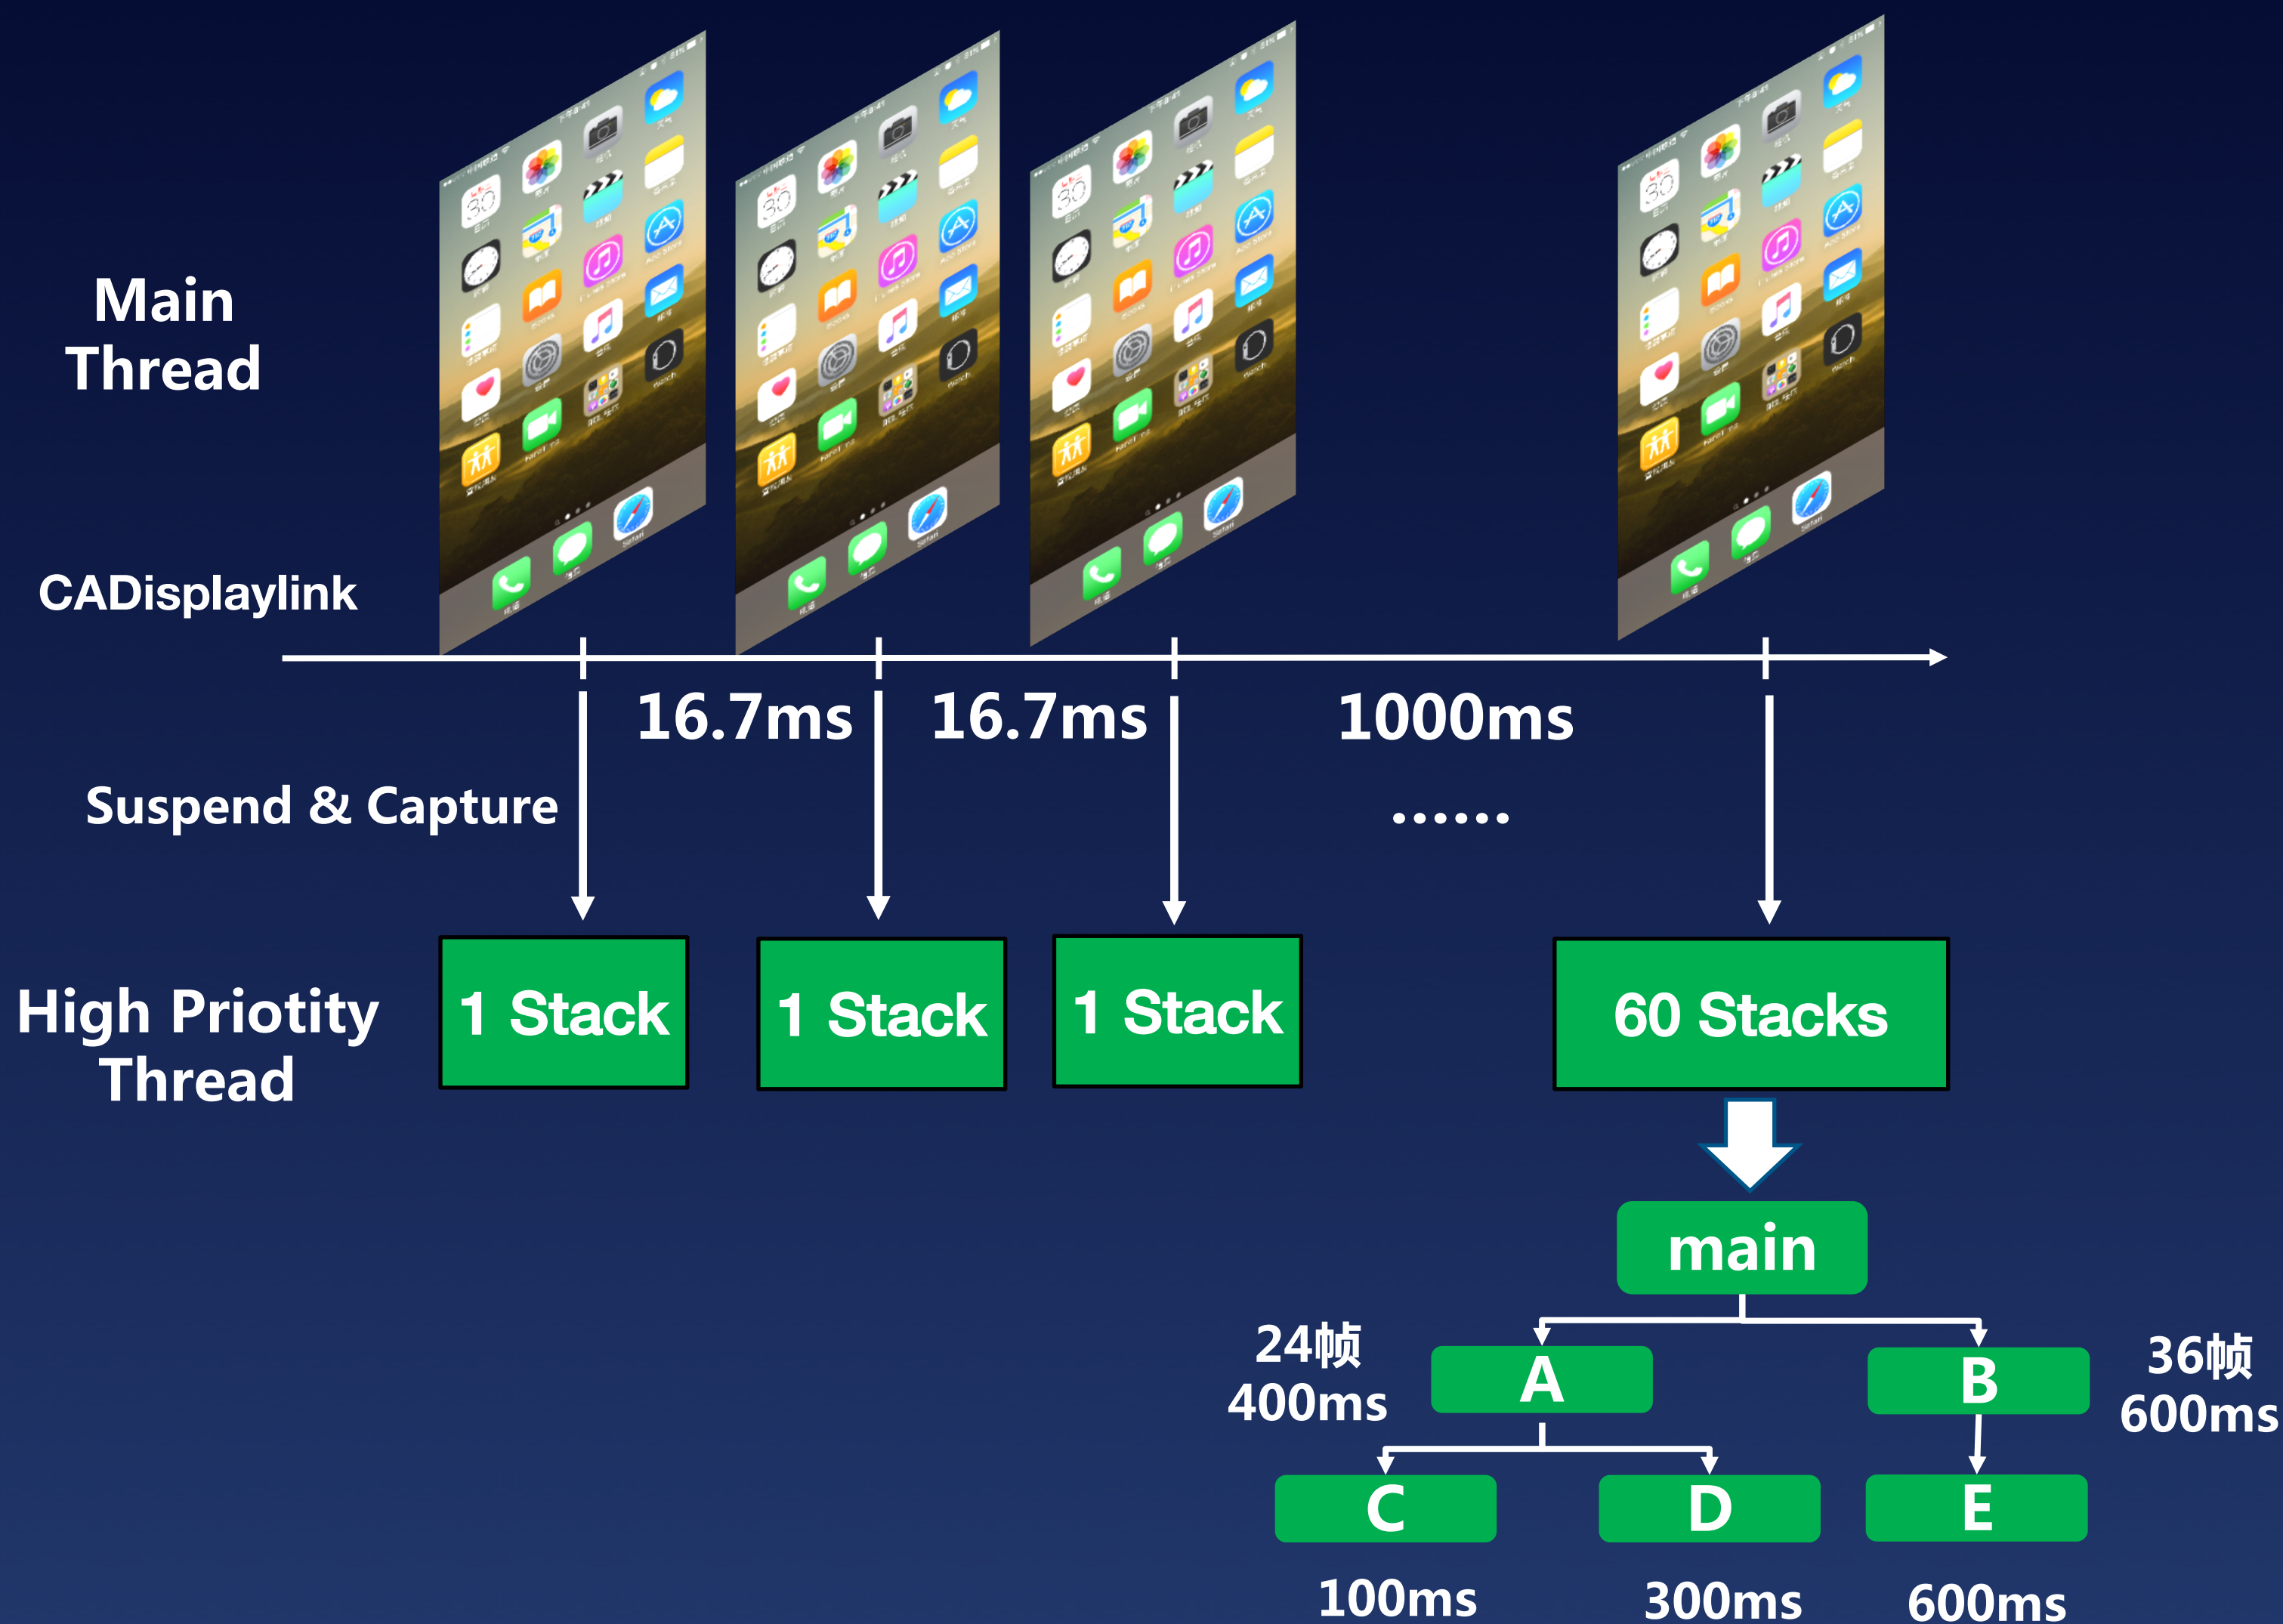 Main
Thread
CADisplaylink
16.7ms
16.7ms
1000ms
Suspend & Capture
......
High Priotity
Thread
1 Stack
1 Stack
1 Stack
60 Stacks
main
24帧
400ms
A
B
36帧
600ms
C
D
E
100ms
300ms
600ms